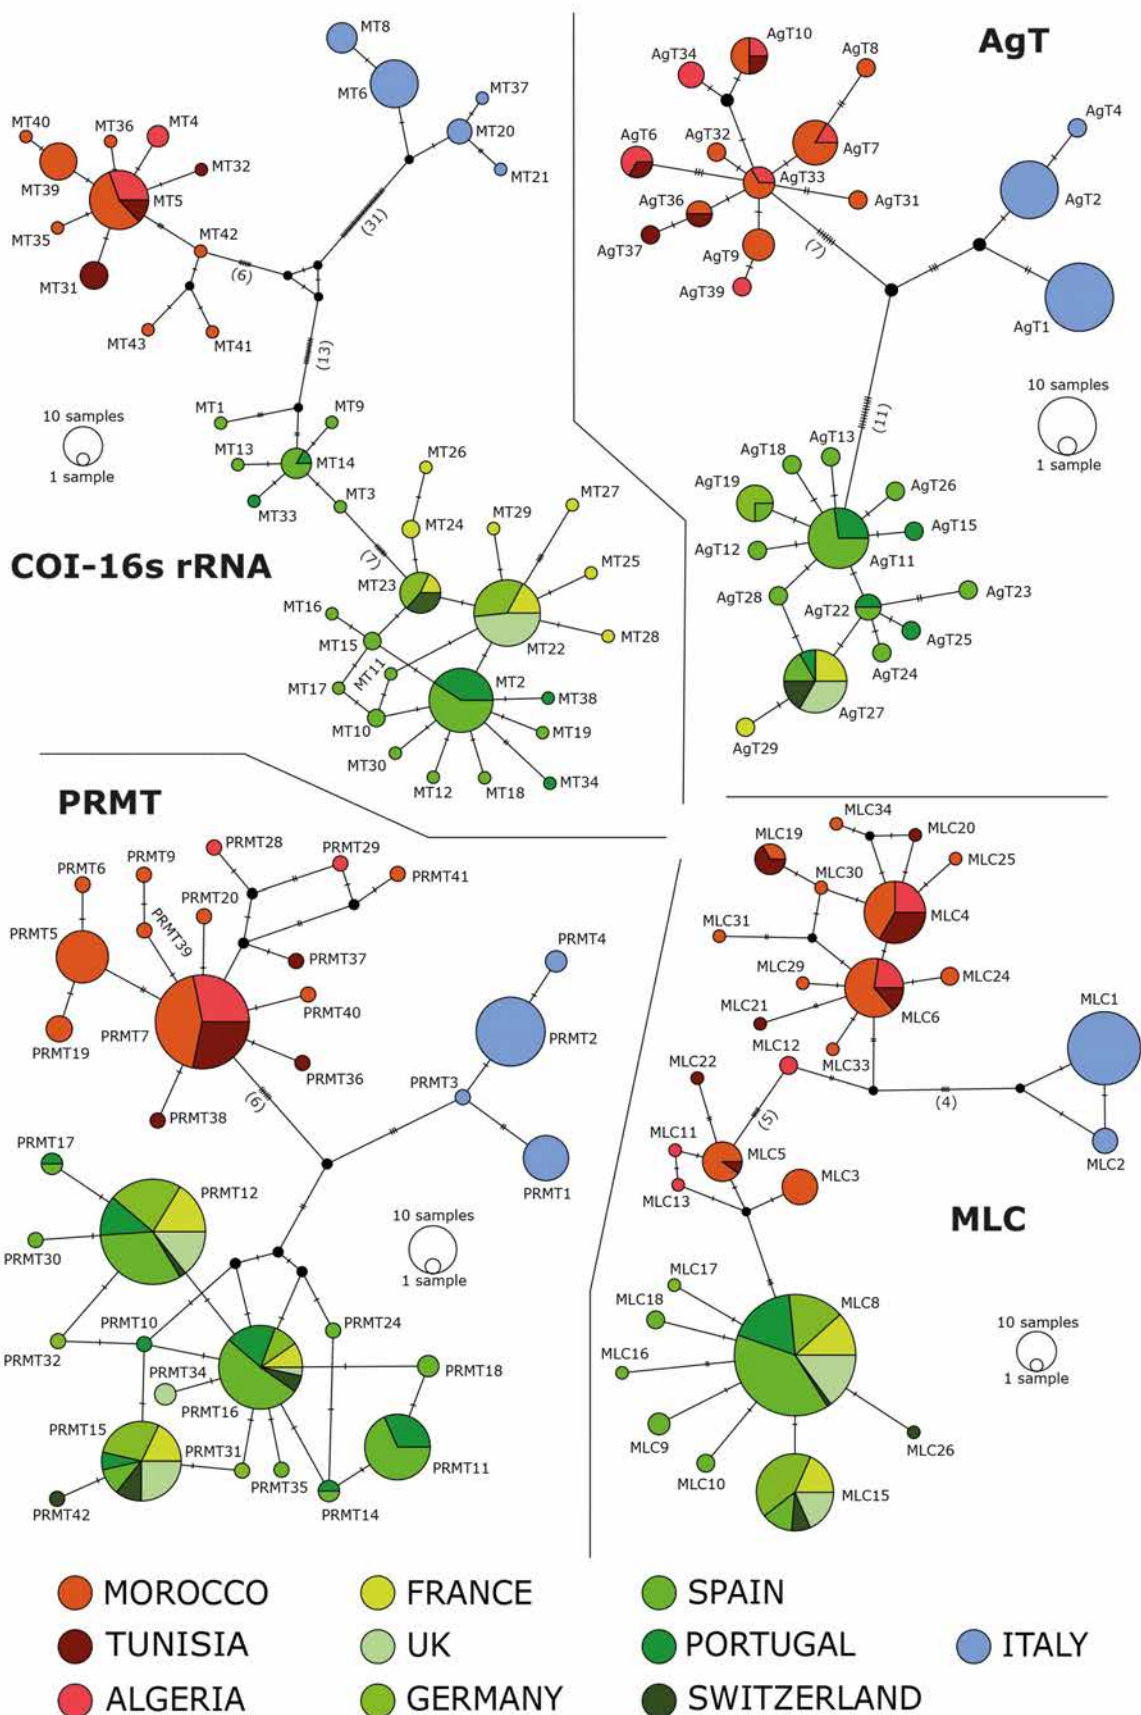 COI-16s rRNA
MT8
MT6
MT37
MT20
MT21
MT40
MT36
MT4
MT39
MT5
MT32
MT35
MT42
MT31
MT43
MT41
(6)
(31)
(13)
10 samples
1 sample
MT1
MT9
MT13
MT14
MT33
MT3
MT26
MT24
MT29
MT27
(7)
MT23
MT25
MT16
MT15
MT22
MT28
MT11
MT17
MT2
MT38
MT10
MT19
MT30
MT12
MT18
MT34
AgT
AgT10
AgT8
AgT34
AgT4
AgT6
AgT32
AgT7
AgT33
AgT2
AgT36
AgT31
AgT37
AgT9
(7)
AgT39
AgT1
10 samples
1 sample
(11)
AgT18
AgT13
AgT19
AgT26
AgT15
AgT12
AgT11
AgT28
AgT22
AgT23
AgT25
AgT24
AgT27
AgT29
PRMT
PRMT28
PRMT9
PRMT29
PRMT6
PRMT20
PRMT41
PRMT5
PRMT39
PRMT4
PRMT37
PRMT40
PRMT7
PRMT2
PRMT19
PRMT36
PRMT3
PRMT38
(6)
PRMT17
PRMT12
PRMT1
PRMT30
10 samples
1 sample
PRMT10
PRMT24
PRMT32
PRMT34
PRMT18
PRMT16
PRMT15
PRMT31
PRMT11
PRMT35
PRMT42
PRMT14
MLC
MLC34
MLC19
MLC20
MLC30
MLC25
MLC4
MLC31
MLC29
MLC24
MLC1
MLC21
MLC6
MLC22
MLC12
MLC33
(4)
(5)
MLC11
MLC5
MLC2
MLC13
MLC3
MLC17
MLC8
MLC18
10 samples
1 sample
MLC16
MLC9
MLC26
MLC10
MLC15
MOROCCO
FRANCE
SPAIN
TUNISIA
UK
PORTUGAL
ITALY
ALGERIA
GERMANY
SWITZERLAND